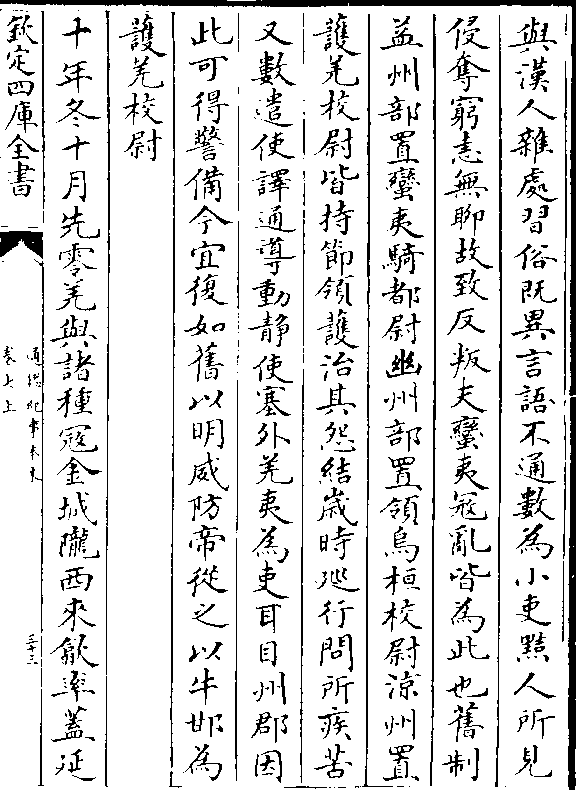 與漢人雜處習俗既異言語不通數為小吏黠人所見
侵奪窮恚無聊故致反叛夫蠻夷寇亂皆為此也舊制
益州部置蠻夷騎都尉幽州部置領烏桓校尉涼州置
護羌校尉皆持節領護治其怨結嵗時廵行問所疾苦
又數遣使譯通導動靜使塞外羌夷為吏耳目州郡因
此可得警備今宜復如舊以明威防帝從之以牛邯為
護羌校尉
十年冬十月先零羌與諸種寇金城隴西來歙率蓋延
欽定四庫全書
通鑑紀事本末
卷七上
三十三